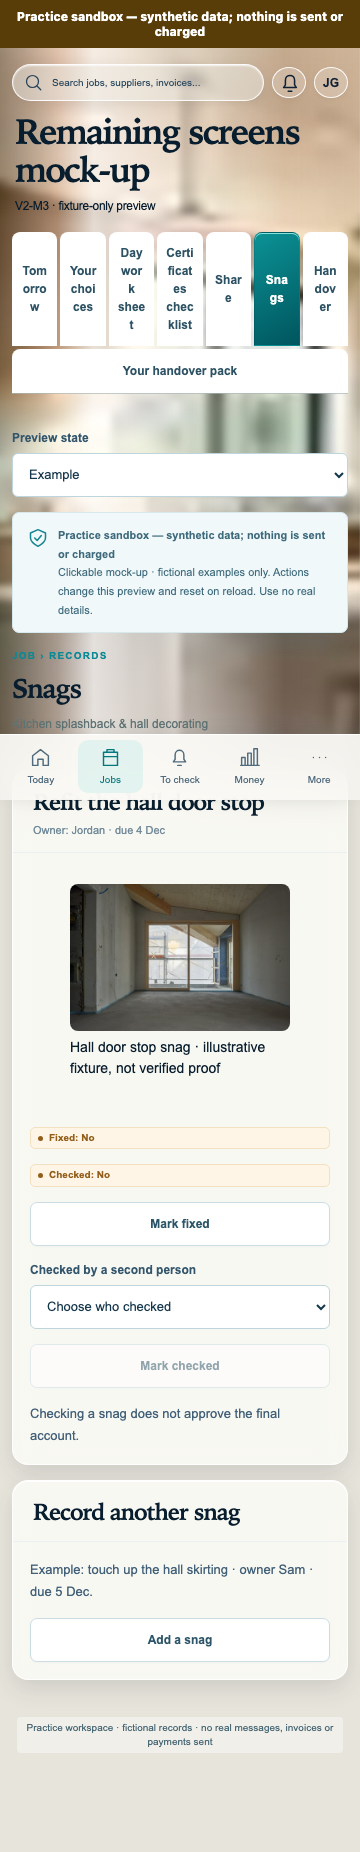 Practice sandbox — synthetic data; nothing is sent or
charged
Search jobs, suppliers, invoices...
JG
Remaining screens
mock-up
V2-M3 · fixture-only preview
Tom
orro
w
Your
choi
ces
Day
wor
k
shee
t
Certi
ficat
es
chec
klist
Shar
e
Sna
gs
Han
dov
er
Your handover pack
Preview state
Example
Practice sandbox — synthetic data; nothing is sent
or charged
Clickable mock-up · fictional examples only. Actions
change this preview and reset on reload. Use no real
details.
JOB › RECORDS
Snags
Kitchen splashback & hall decorating
Today
Jobs
To check
Money
More
Refit the hall door stop
Owner: Jordan · due 4 Dec
Hall door stop snag · illustrative
fixture, not verified proof
Fixed: No
Checked: No
Mark fixed
Checked by a second person
Choose who checked
Mark checked
Checking a snag does not approve the final
account.
Record another snag
Example: touch up the hall skirting · owner Sam ·
due 5 Dec.
Add a snag
Practice workspace · fictional records · no real messages, invoices or
payments sent